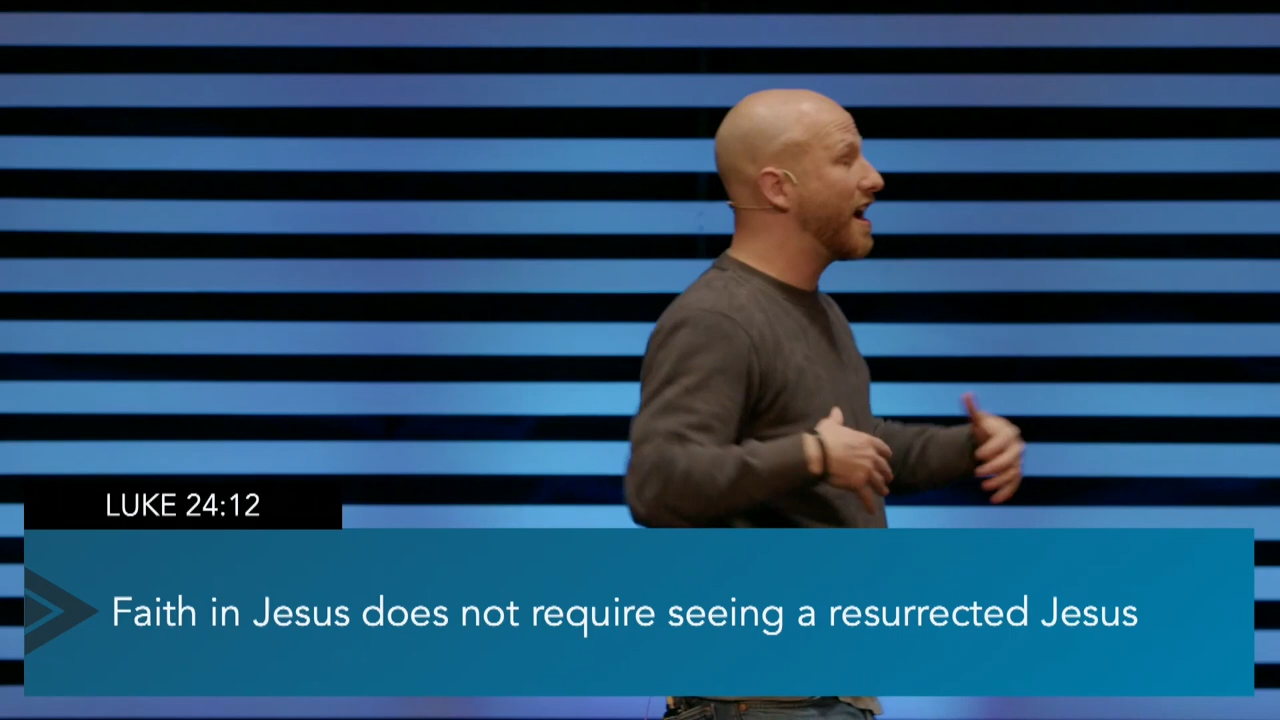 LUKE 24:12
Faith in Jesus does not require seeing a resurrected Jesus